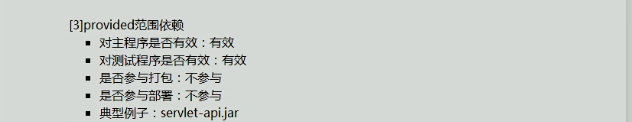 [3]provided范围依赖
▪ 对主程序是否有效：有效
▪ 对测试程序是否有效：有效
▪ 是否参与打包：不参与
▪ 是否参与部署：不参与
▪ 典型例子：servlet-api.jar